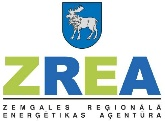 ZREA
ZEMGALES REĢIONĀLĀ
ENERĢĒTIKAS AĢENTŪRA